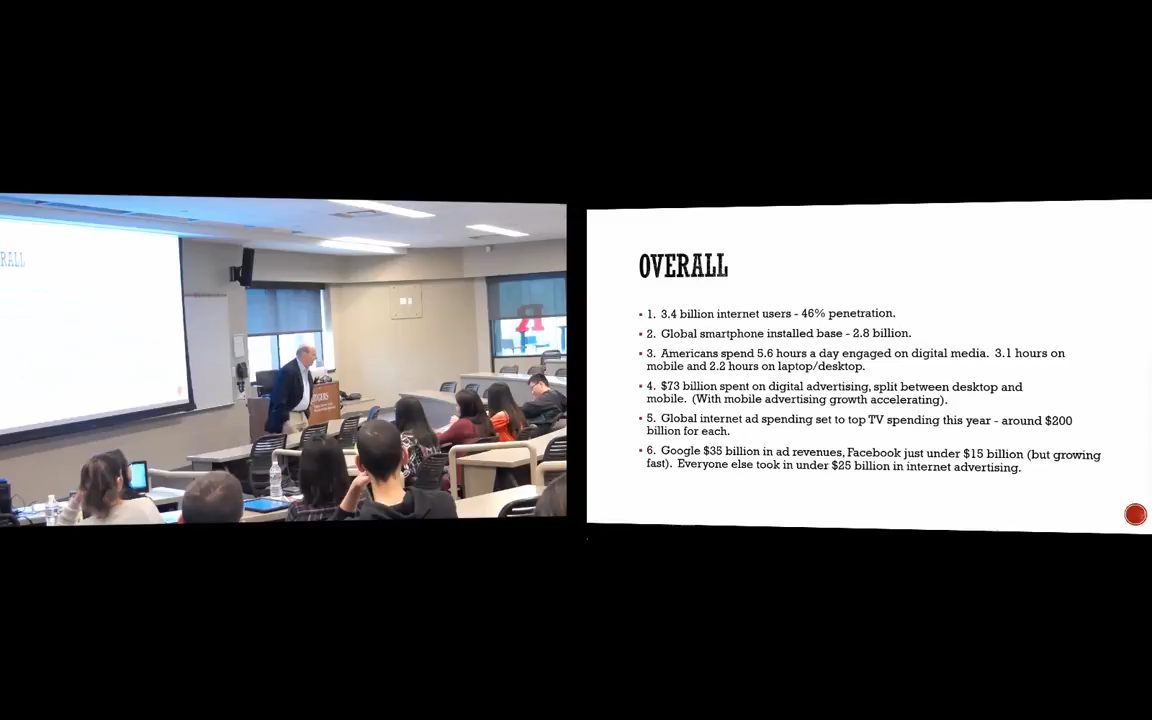 RALL
R
RUTGERS
OVERALL
▪ 1. 3.4 billion internet users - 46% penetration.
▪ 2. Global smartphone installed base - 2.8 billion.
▪ 3. Americans spend 5.6 hours a day engaged on digital media. 3.1 hours on
mobile and 2.2 hours on laptop/desktop.
▪ 4. $73 billion spent on digital advertising, split between desktop and
mobile. (With mobile advertising growth accelerating).
▪ 5. Global internet ad spending set to top TV spending this year - around $200
billion for each.
▪ 6. Google $35 billion in ad revenues, Facebook just under $15 billion (but growing
fast). Everyone else took in under $25 billion in internet advertising.